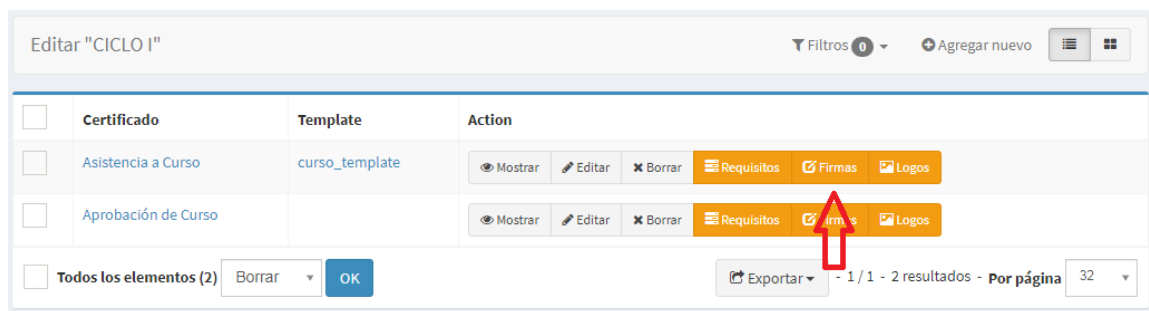 Editar "CICLO I"
Filtros 0
Agregar nuevo
Certificado Template Action
Asistencia a Curso curso_template Mostrar Editar Borrar Requisitos Firmas Logos
Aprobación de Curso Mostrar Editar Borrar Requisitos Logos
Todos los elementos (2) Borrar OK Exportar - 1 / 1 - 2 resultados - Por página 32